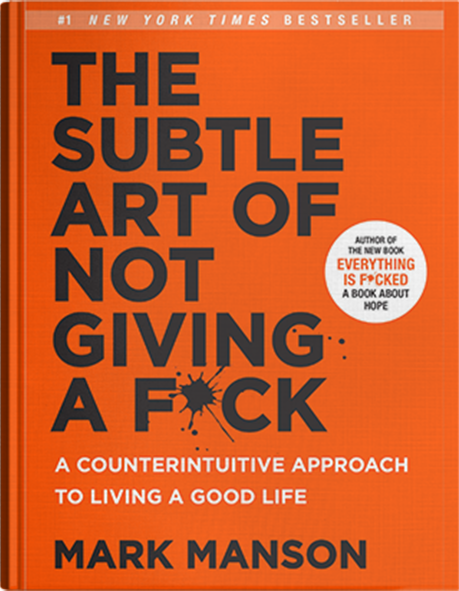 #1 NEW YORK TIMES BESTSELLER
THE
SUBTLE
ART OF
NOT
GIVING
A F*CK
AUTHOR OF
THE NEW BOOK
EVERYTHING
IS F*CKED
A BOOK ABOUT
HOPE
A COUNTERINTUITIVE APPROACH
TO LIVING A GOOD LIFE
MARK MANSON